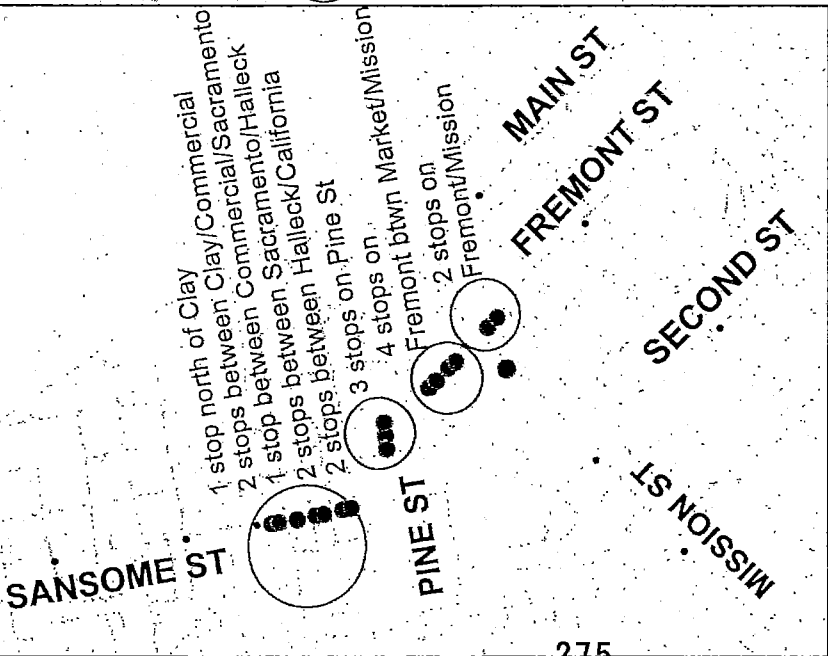 1 stop north of Clay
1 stop between Clay/Commercial
2 stops between Commercial/Sacramento
1 stop between Sacramento/Halleck
2 stops between Halleck/California
2 stops between Pine St
3 stops on Pine St
4 stops on
Fremont btwn Market/Mission
2 stops on
Fremont/Mission
MAIN ST
FREMONT ST
SECOND ST
MISSION ST
PINE ST
SANSOME ST
275